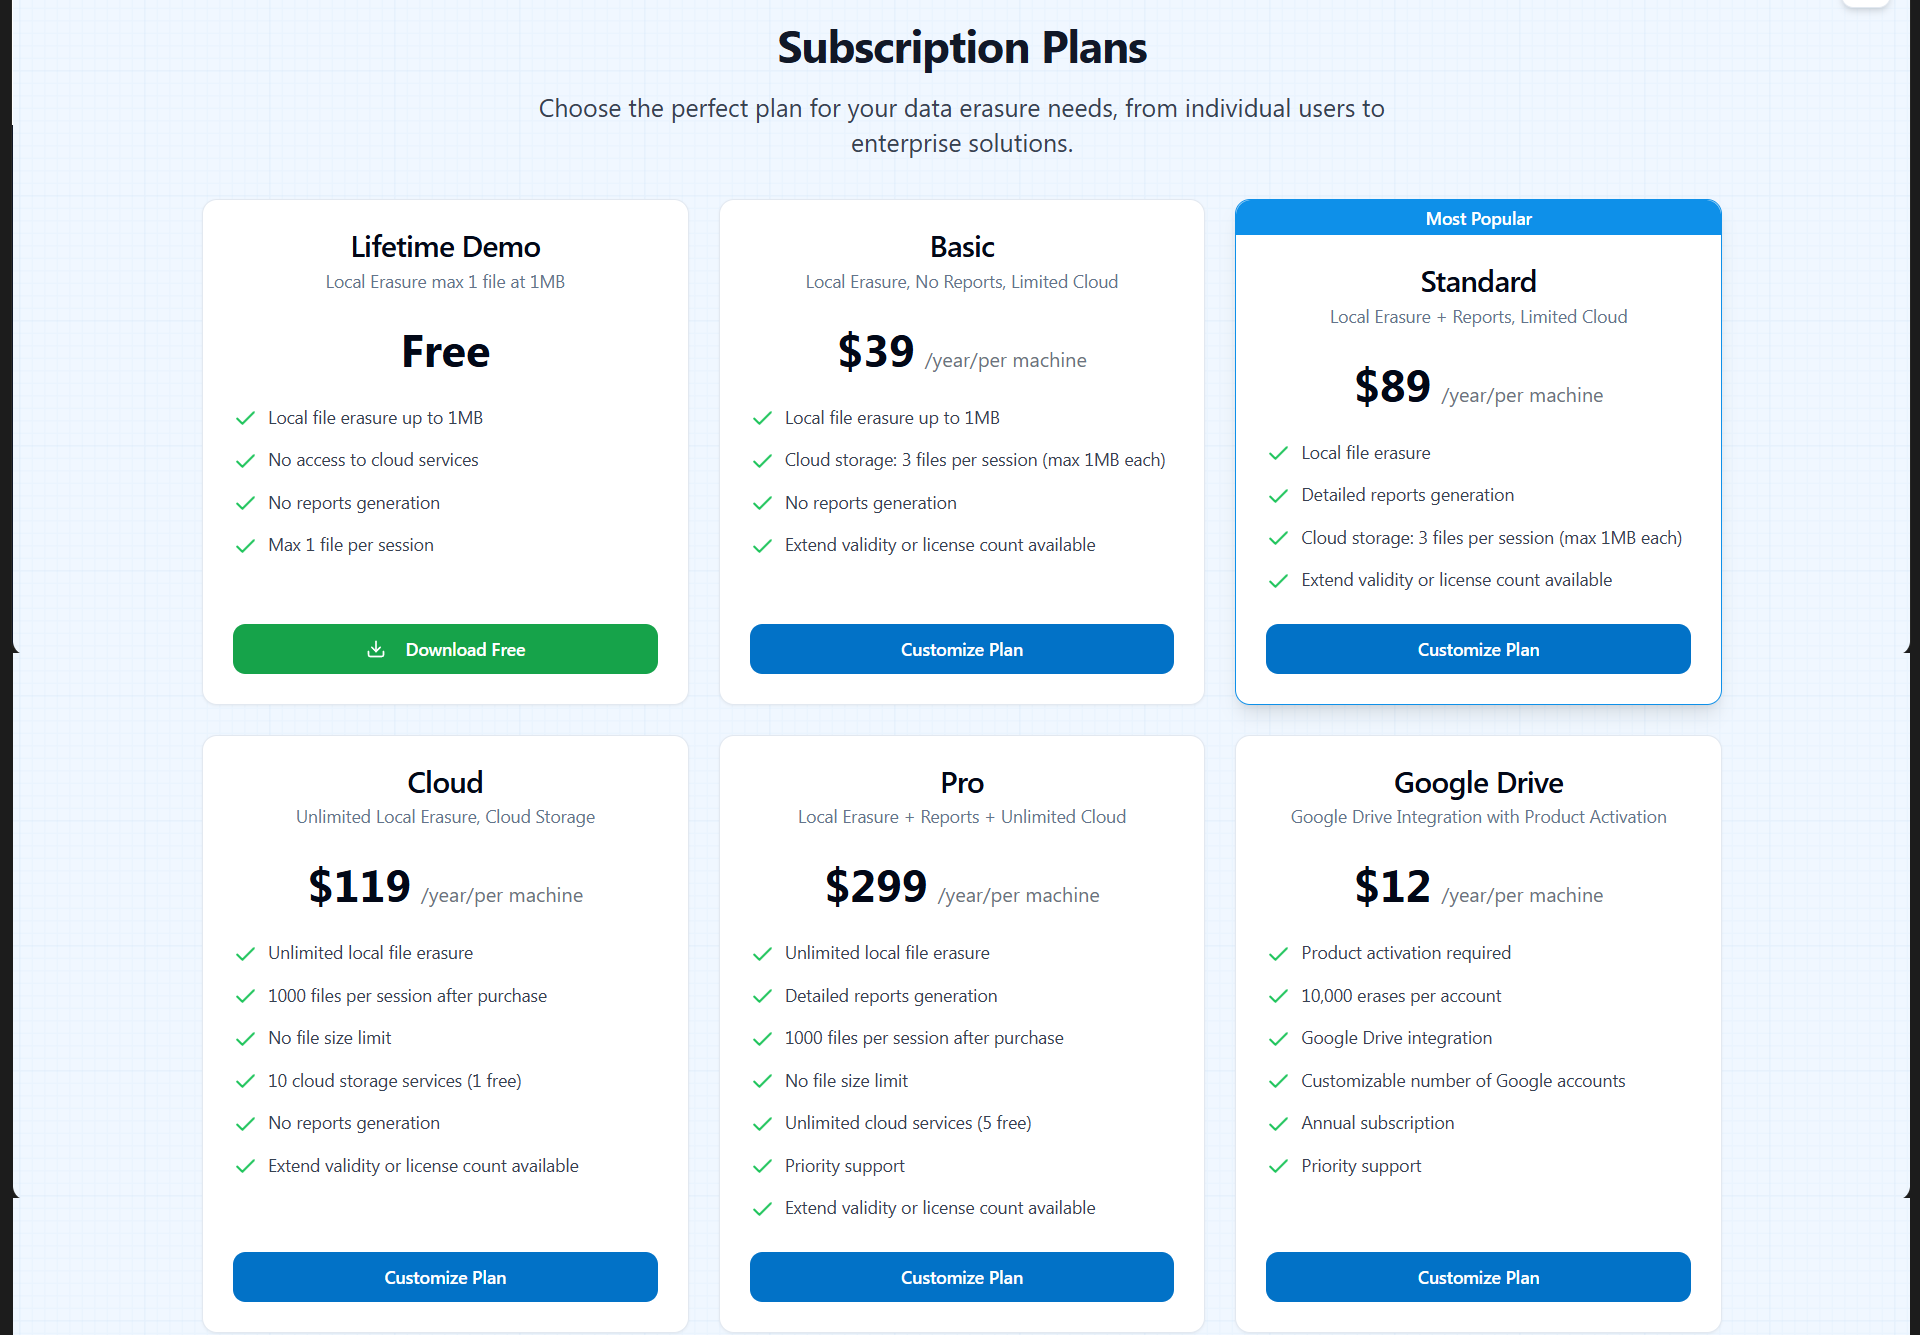 Subscription Plans
Choose the perfect plan for your data erasure needs, from individual users to
enterprise solutions.
Lifetime Demo
Local Erasure max 1 file at 1MB
Free
Local file erasure up to 1MB
No access to cloud services
No reports generation
Max 1 file per session
Download Free
Basic
Local Erasure, No Reports, Limited Cloud
$39 /year/per machine
Local file erasure up to 1MB
Cloud storage: 3 files per session (max 1MB each)
No reports generation
Extend validity or license count available
Customize Plan
Most Popular
Standard
Local Erasure + Reports, Limited Cloud
$89 /year/per machine
Local file erasure
Detailed reports generation
Cloud storage: 3 files per session (max 1MB each)
Extend validity or license count available
Customize Plan
Cloud
Unlimited Local Erasure, Cloud Storage
$119 /year/per machine
Unlimited local file erasure
1000 files per session after purchase
No file size limit
10 cloud storage services (1 free)
No reports generation
Extend validity or license count available
Customize Plan
Pro
Local Erasure + Reports + Unlimited Cloud
$299 /year/per machine
Unlimited local file erasure
Detailed reports generation
1000 files per session after purchase
No file size limit
Unlimited cloud services (5 free)
Priority support
Extend validity or license count available
Customize Plan
Google Drive
Google Drive Integration with Product Activation
$12 /year/per machine
Product activation required
10,000 erases per account
Google Drive integration
Customizable number of Google accounts
Annual subscription
Priority support
Customize Plan